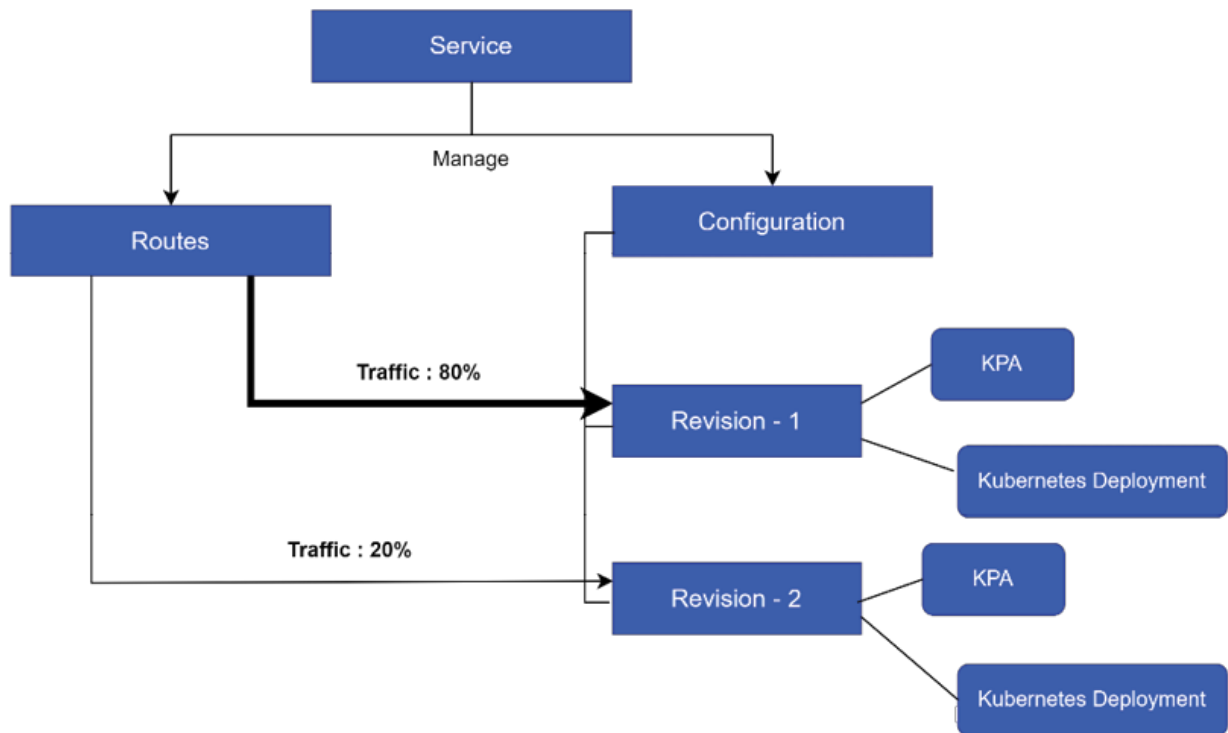 Service
Manage
Routes
Configuration
KPA
Traffic : 80%
Revision - 1
Kubernetes Deployment
Traffic : 20%
KPA
Revision - 2
Kubernetes Deployment